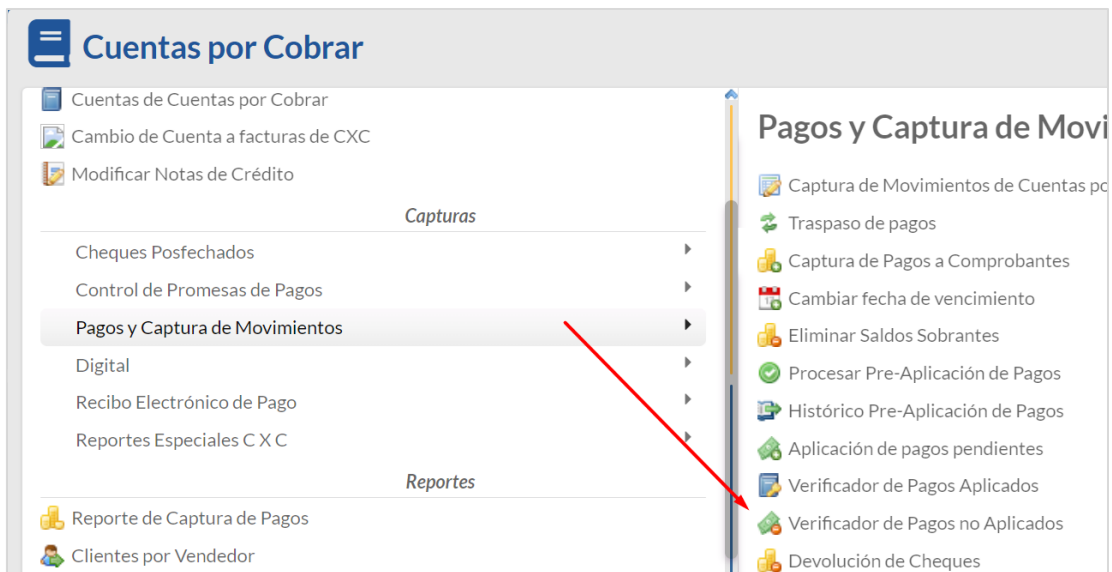 Cuentas por Cobrar
Cuentas de Cuentas por Cobrar
Cambio de Cuenta a facturas de CXC
Modificar Notas de Crédito
Capturas
Cheques Posfechados
Control de Promesas de Pagos
Pagos y Captura de Movimientos
Digital
Recibo Electrónico de Pago
Reportes Especiales C X C
Reportes
Reporte de Captura de Pagos
Clientes por Vendedor
Pagos y Captura de Movi
Captura de Movimientos de Cuentas po
Traspaso de pagos
Captura de Pagos a Comprobantes
Cambiar fecha de vencimiento
Eliminar Saldos Sobrantes
Procesar Pre-Aplicación de Pagos
Histórico Pre-Aplicación de Pagos
Aplicación de pagos pendientes
Verificador de Pagos Aplicados
Verificador de Pagos no Aplicados
Devolución de Cheques